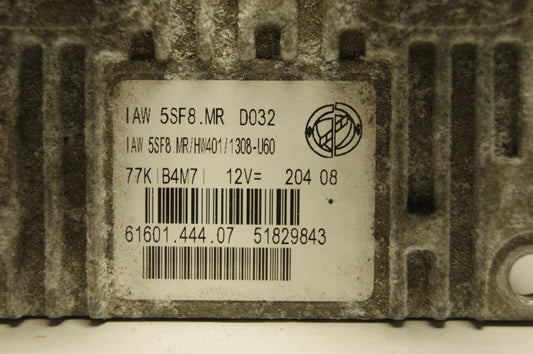 IAW 5SF8.MR D032
IAW 5SF8.MR/HW401/1308-U60
77K|B4M7| 12V= 204 08
61601.444.07 51829843